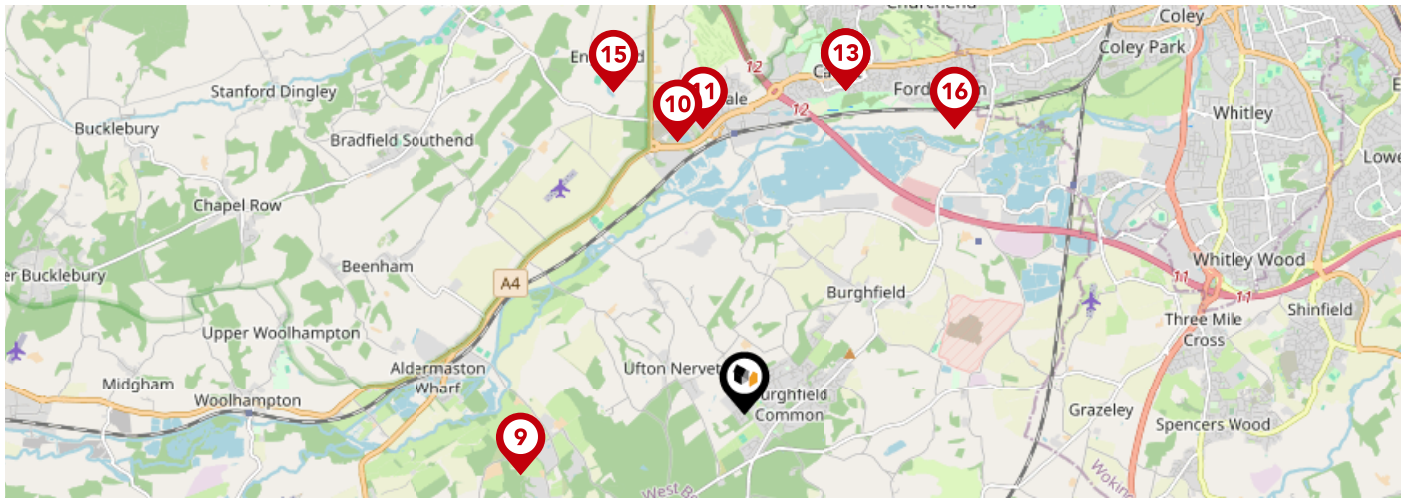 Coley
Coley Park
12
15
13
16
10
11
12
9
Stanford Dingley
Bucklebury
Bradfield Southend
Whitley
Chapel Row
Beenham
A4
Burghfield
Whitley Wood
11
11
Shinfield
Three Mile
Cross
Upper Woolhampton
Aldermaston
Wharf
Ufton Nervet
Midgham
Woolhampton
Common
Grazeley
Spencers Wood